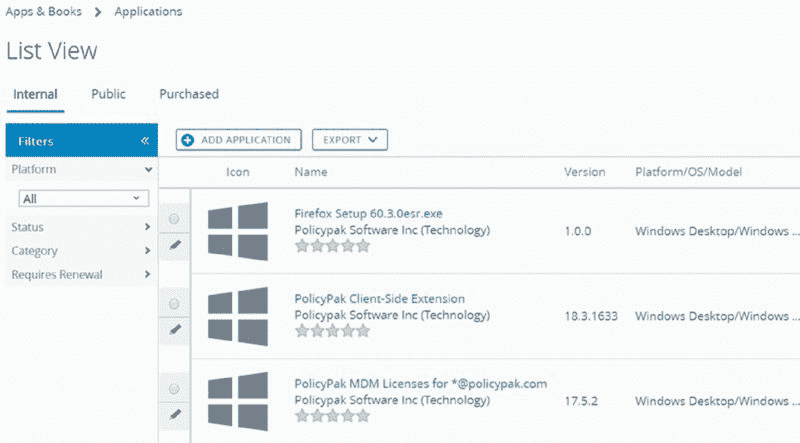 Apps & Books > Applications
List View
Internal Public Purchased
Filters «
ADD APPLICATION EXPORT
Platform
All
Status
Category
Requires Renewal
Icon Name Version Platform/OS/Model
Firefox Setup 60.3.0esr.exe
Policypak Software Inc (Technology)
1.0.0 Windows Desktop/Windows ...
PolicyPak Client-Side Extension
Policypak Software Inc (Technology)
18.3.1633 Windows Desktop/Windows ...
PolicyPak MDM Licenses for *@policypak.com
Policypak Software Inc (Technology)
17.5.2 Windows Desktop/Windows ...